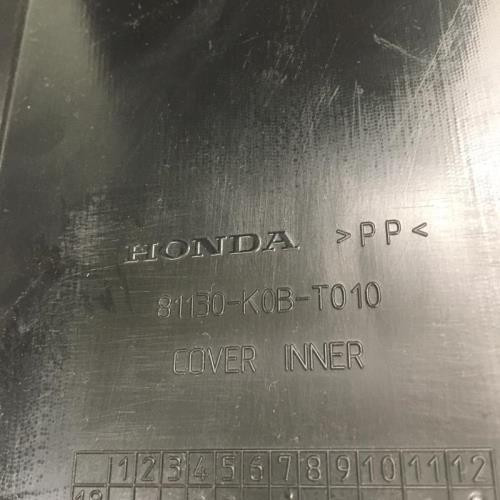 HONDA >PP<
81130-K0B-T010
COVER INNER
1 2 3 4 5 6 7 8 9 10 11 12